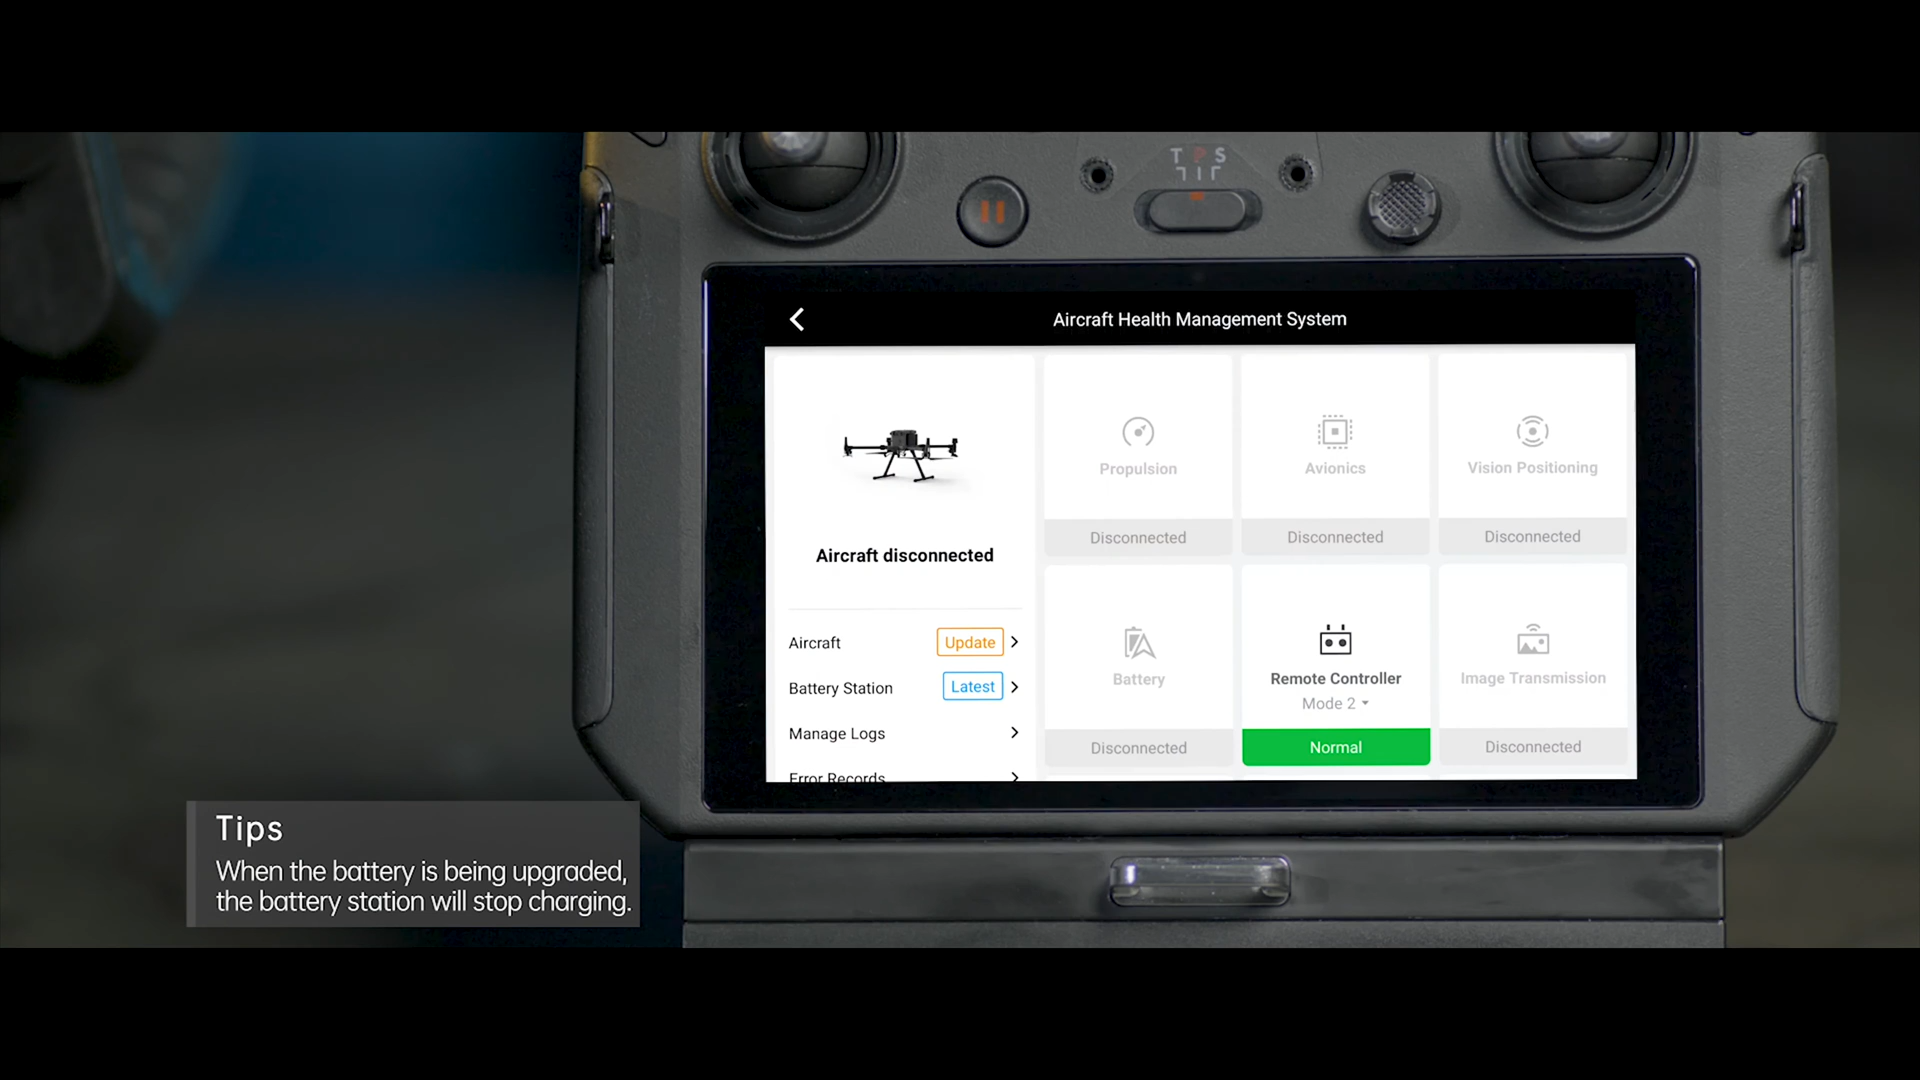 T P S
Aircraft Health Management System
Aircraft disconnected
Aircraft
Update
Battery Station
Latest
Manage Logs
Error Records
Propulsion
Disconnected
Avionics
Disconnected
Vision Positioning
Disconnected
Battery
Disconnected
Remote Controller
Mode 2
Normal
Image Transmission
Disconnected
Tips
When the battery is being upgraded,
the battery station will stop charging.